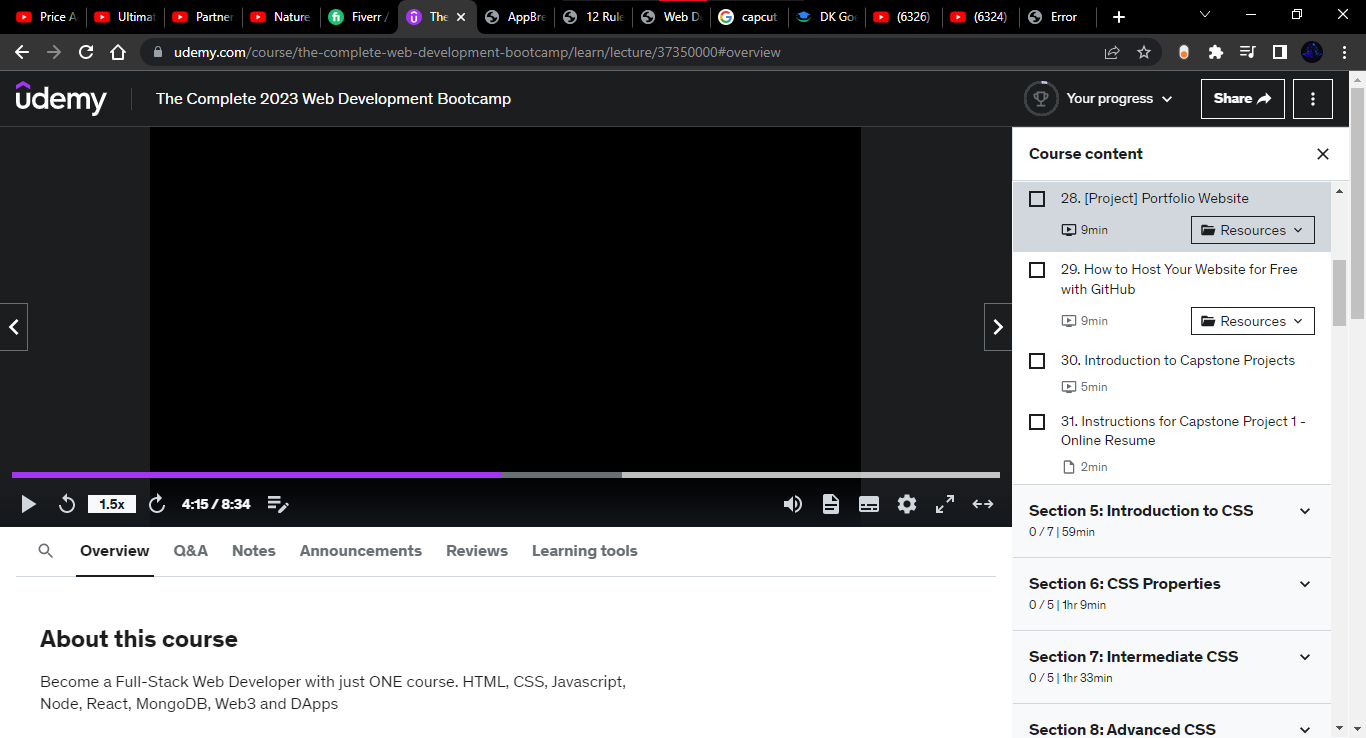 Price A
Ultimat
Partner
Nature
Fiverr /
The
AppBre
12 Rule
Web D
capcut
DK Goo
(6326)
(6324)
Error
udemy.com/course/the-complete-web-development-bootcamp/learn/lecture/37350000#overview
udemy
The Complete 2023 Web Development Bootcamp
Your progress
Share
Course content
28. [Project] Portfolio Website
9min
Resources
29. How to Host Your Website for Free
with GitHub
9min
Resources
30. Introduction to Capstone Projects
5min
31. Instructions for Capstone Project 1 -
Online Resume
2min
Section 5: Introduction to CSS
0 / 7 | 59min
Section 6: CSS Properties
0 / 5 | 1hr 9min
Section 7: Intermediate CSS
0 / 5 | 1hr 33min
Section 8: Advanced CSS
1.5x
4:15 / 8:34
Overview
Q&A
Notes
Announcements
Reviews
Learning tools
About this course
Become a Full-Stack Web Developer with just ONE course. HTML, CSS, Javascript,
Node, React, MongoDB, Web3 and DApps